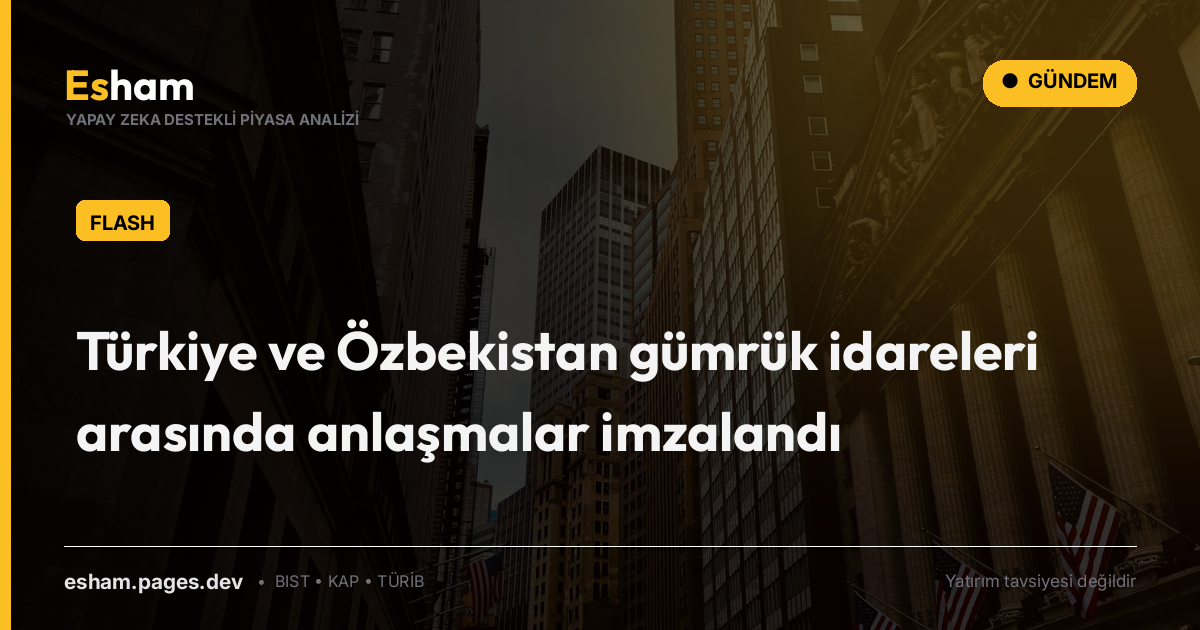 Esham
YAPAY ZEKA DESTEKLİ PİYASA ANALİZİ
● GÜNDEM
FLASH
Türkiye ve Özbekistan gümrük idareleri
arasında anlaşmalar imzalandı
esham.pages.dev • BIST • KAP • TÜRİB
Yatırım tavsiyesi değildir